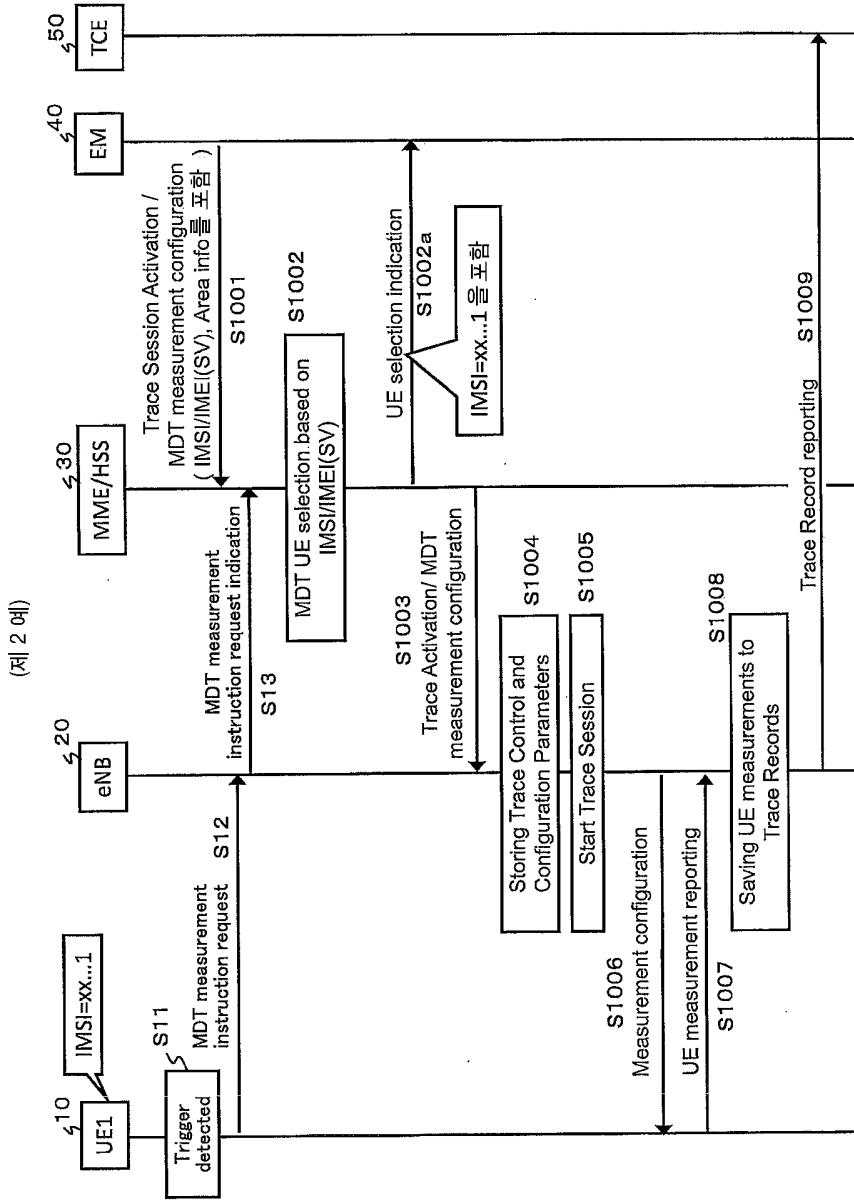 (제 2 예)
10
UE1
IMSI=xx...1
20
eNB
30
MME/HSS
40
EM
50
TCE
Trigger
detected
S11
MDT measurement
instruction request
S12
MDT measurement
instruction request indication
S13
Trace Session Activation /
MDT measurement configuration
( IMSI/IMEI(SV), Area info를 포함 )
S1001
MDT UE selection based on
IMSI/IMEI(SV)
S1002
UE selection indication
S1002a
IMSI=xx...1 을 포함
S1003
Trace Activation/ MDT
measurement configuration
Storing Trace Control and
Configuration Parameters
S1004
Start Trace Session
S1005
S1006
Measurement configuration
UE measurement reporting
S1007
Saving UE measurements to
Trace Records
S1008
Trace Record reporting
S1009